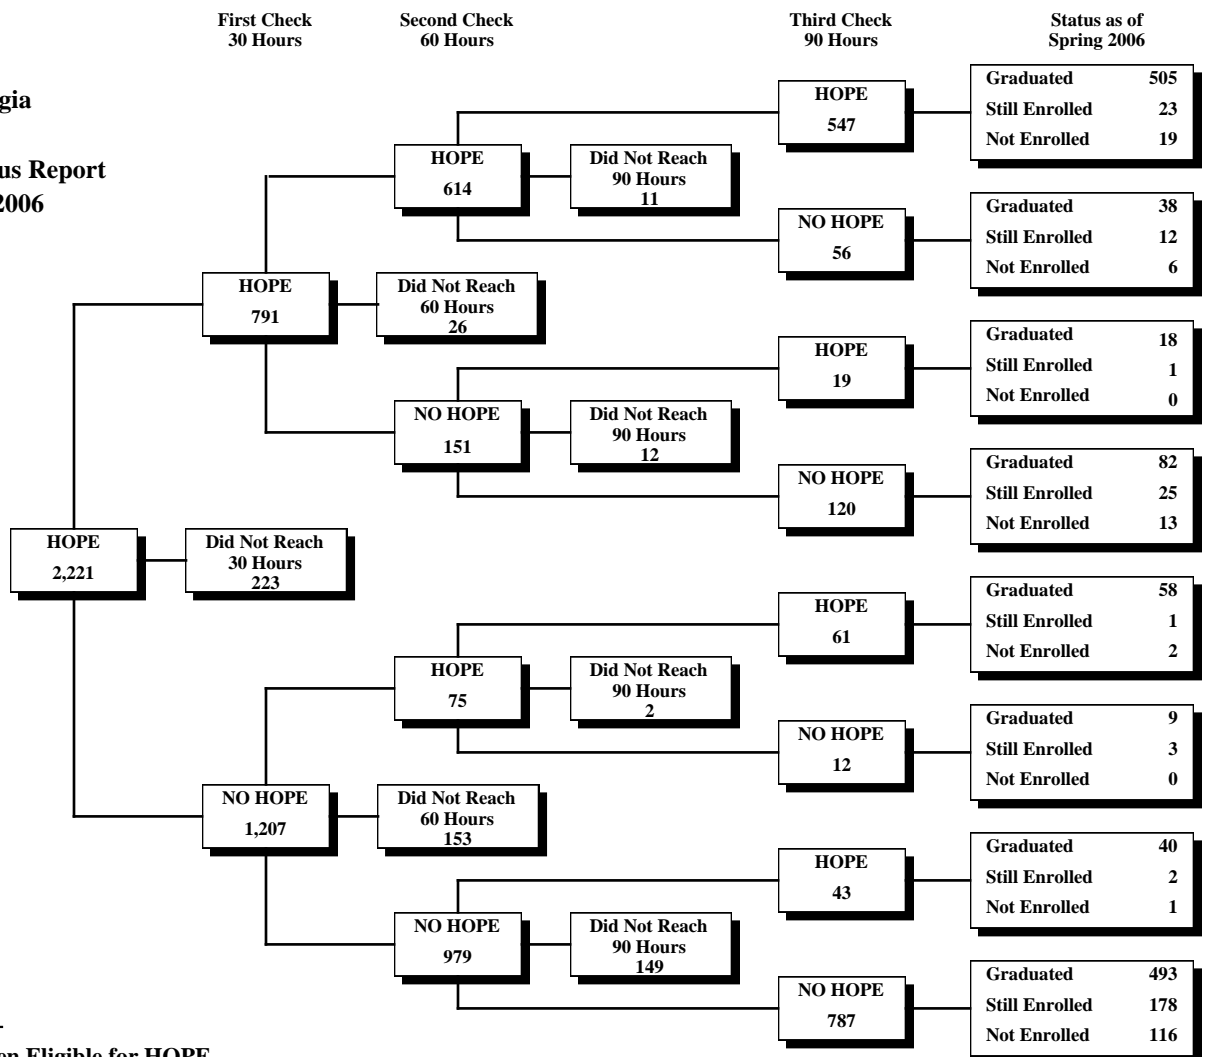 First Check
30 Hours
Second Check
60 Hours
Third Check
90 Hours
Status as of
Spring 2006
gia
us Report
2006
HOPE
2,221
Did Not Reach
30 Hours
223
HOPE
791
Did Not Reach
60 Hours
26
NO HOPE
1,207
Did Not Reach
60 Hours
153
HOPE
614
Did Not Reach
90 Hours
11
NO HOPE
151
Did Not Reach
90 Hours
12
HOPE
75
Did Not Reach
90 Hours
2
NO HOPE
979
Did Not Reach
90 Hours
149
HOPE
547
Graduated 505
Still Enrolled 23
Not Enrolled 19
NO HOPE
56
Graduated 38
Still Enrolled 12
Not Enrolled 6
HOPE
19
Graduated 18
Still Enrolled 1
Not Enrolled 0
NO HOPE
120
Graduated 82
Still Enrolled 25
Not Enrolled 13
HOPE
61
Graduated 58
Still Enrolled 1
Not Enrolled 2
NO HOPE
12
Graduated 9
Still Enrolled 3
Not Enrolled 0
HOPE
43
Graduated 40
Still Enrolled 2
Not Enrolled 1
NO HOPE
787
Graduated 493
Still Enrolled 178
Not Enrolled 116
en Eligible for HOPE